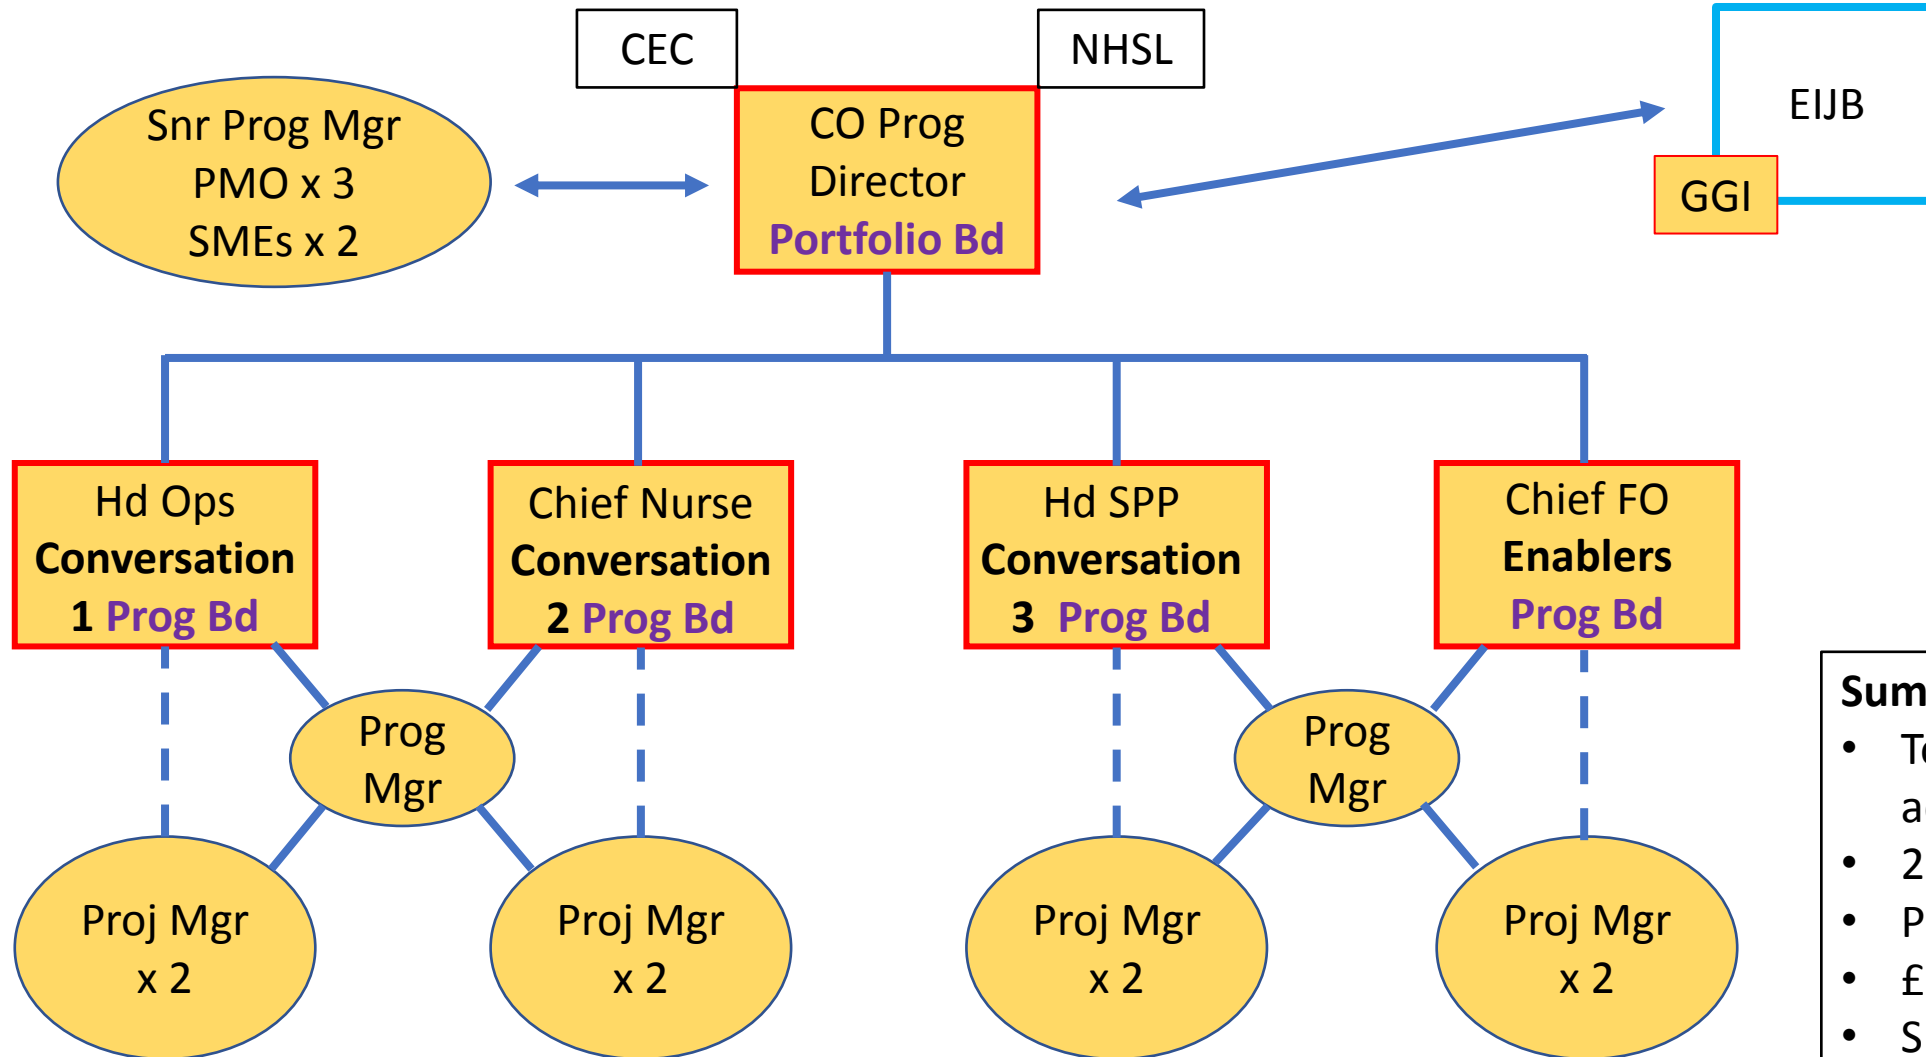 CEC
NHSL
Snr Prog Mgr
PMO x 3
SMEs x 2
CO Prog
Director
Portfolio Bd
EIJB
GGI
Hd Ops
Conversation
1 Prog Bd
Chief Nurse
Conversation
2 Prog Bd
Hd SPP
Conversation
3 Prog Bd
Chief FO
Enablers
Prog Bd
Prog
Mgr
Prog
Mgr
Proj Mgr
x 2
Proj Mgr
x 2
Proj Mgr
x 2
Proj Mgr
x 2
• 2
• £